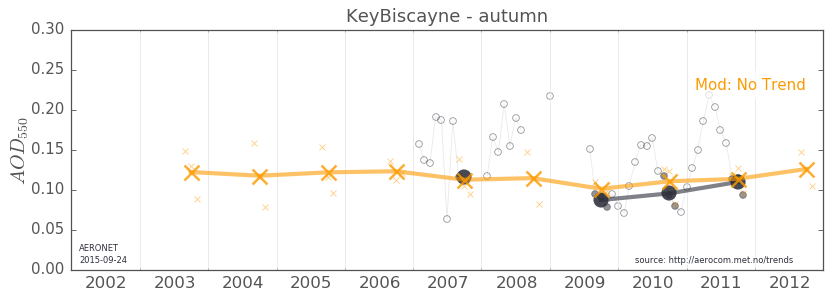 KeyBiscayne - autumn
0.30
0.25
0.20
0.15
0.10
0.05
0.00
AOD550
Mod: No Trend
AERONET
2015-09-24
source: http://aerocom.met.no/trends
2002 2003 2004 2005 2006 2007 2008 2009 2010 2011 2012